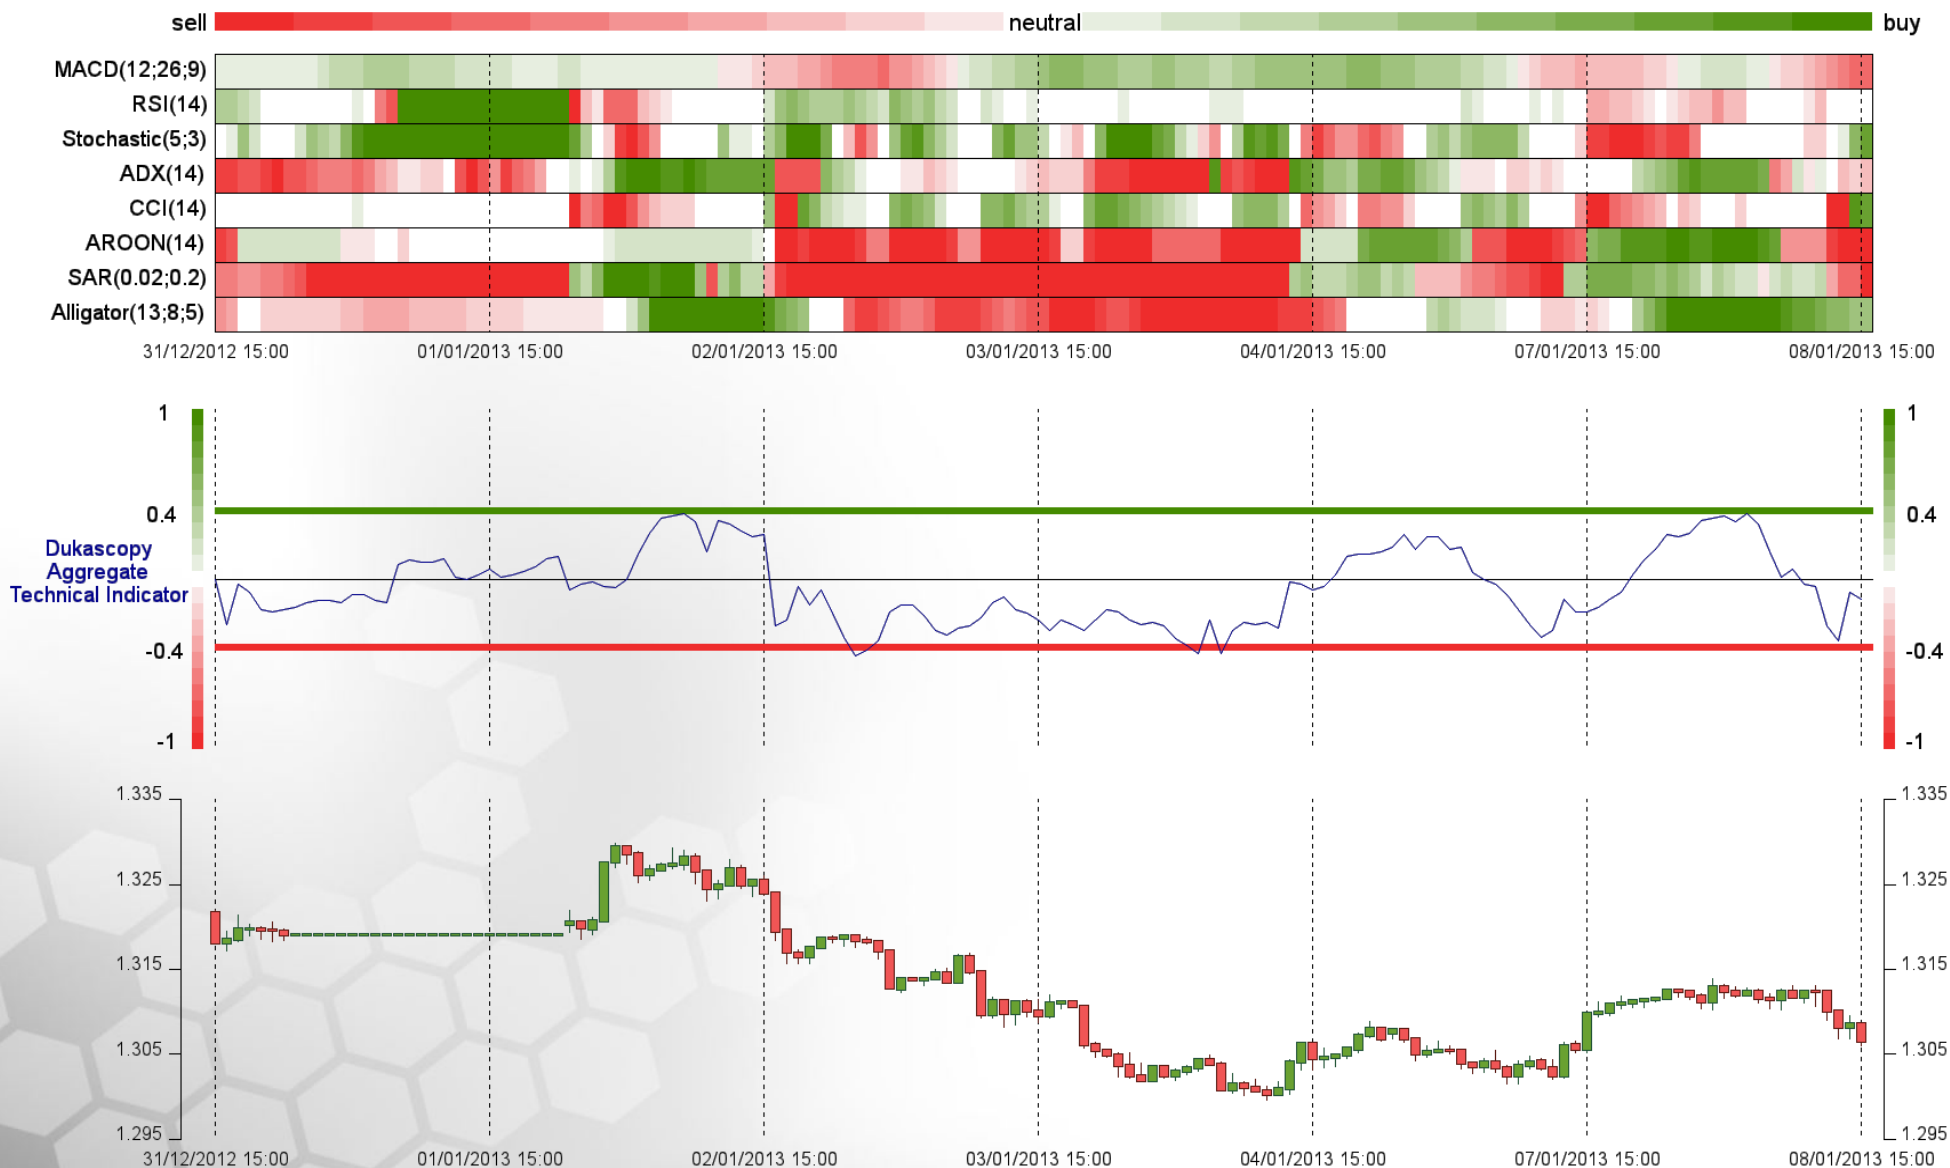 sell neutral buy
MACD(12;26;9)
RSI(14)
Stochastic(5;3)
ADX(14)
CCI(14)
AROON(14)
SAR(0.02;0.2)
Alligator(13;8;5)
31/12/2012 15:00 01/01/2013 15:00 02/01/2013 15:00 03/01/2013 15:00 04/01/2013 15:00 07/01/2013 15:00 08/01/2013 15:00
1 1
0.4 0.4
Dukascopy
Aggregate
Technical Indicator
-0.4 -0.4
-1 -1
1.335 1.335
1.325 1.325
1.315 1.315
1.305 1.305
1.295 1.295
31/12/2012 15:00 01/01/2013 15:00 02/01/2013 15:00 03/01/2013 15:00 04/01/2013 15:00 07/01/2013 15:00 08/01/2013 15:00